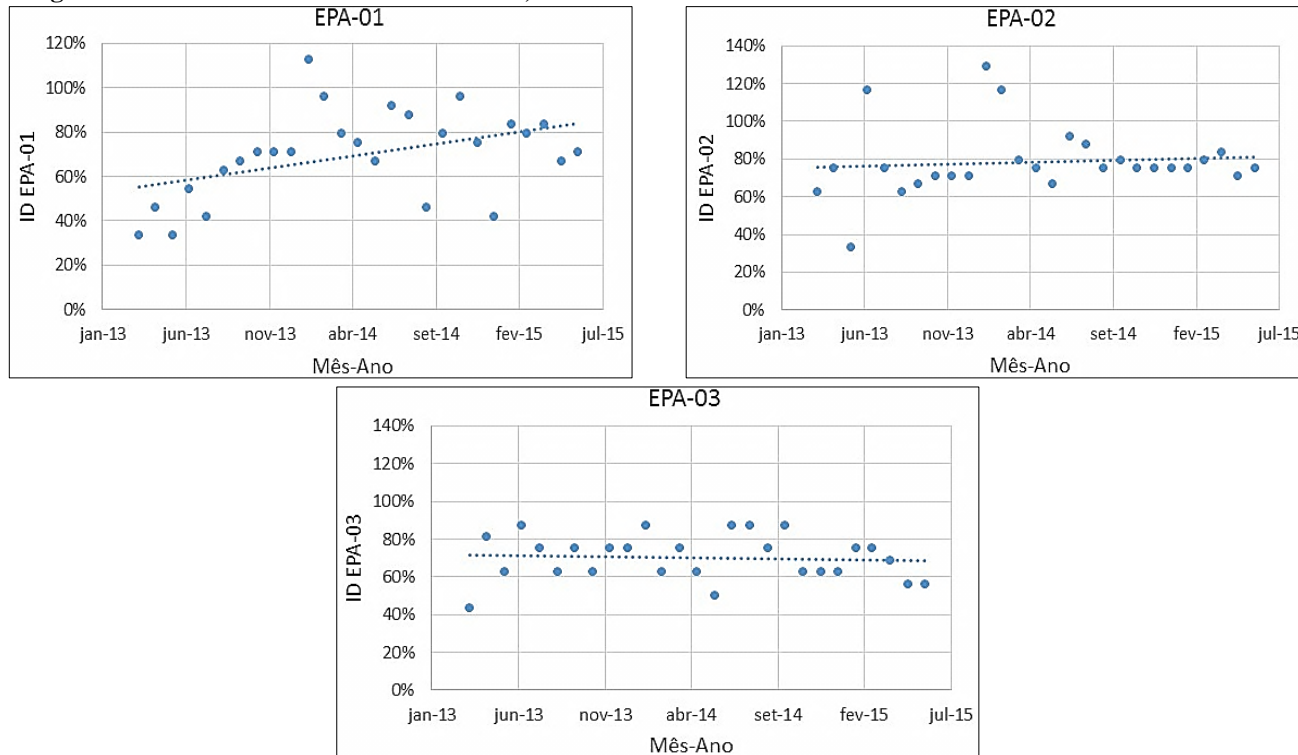 EPA-01
120%
100%
80%
60%
40%
20%
0%
ID EPA-01
jan-13 jun-13 nov-13 abr-14 set-14 fev-15 jul-15
Mês-Ano
EPA-02
140%
120%
100%
80%
60%
40%
20%
0%
ID EPA-02
jan-13 jun-13 nov-13 abr-14 set-14 fev-15 jul-15
Mês-Ano
EPA-03
140%
120%
100%
80%
60%
40%
20%
0%
ID EPA-03
jan-13 jun-13 nov-13 abr-14 set-14 fev-15 jul-15
Mês-Ano